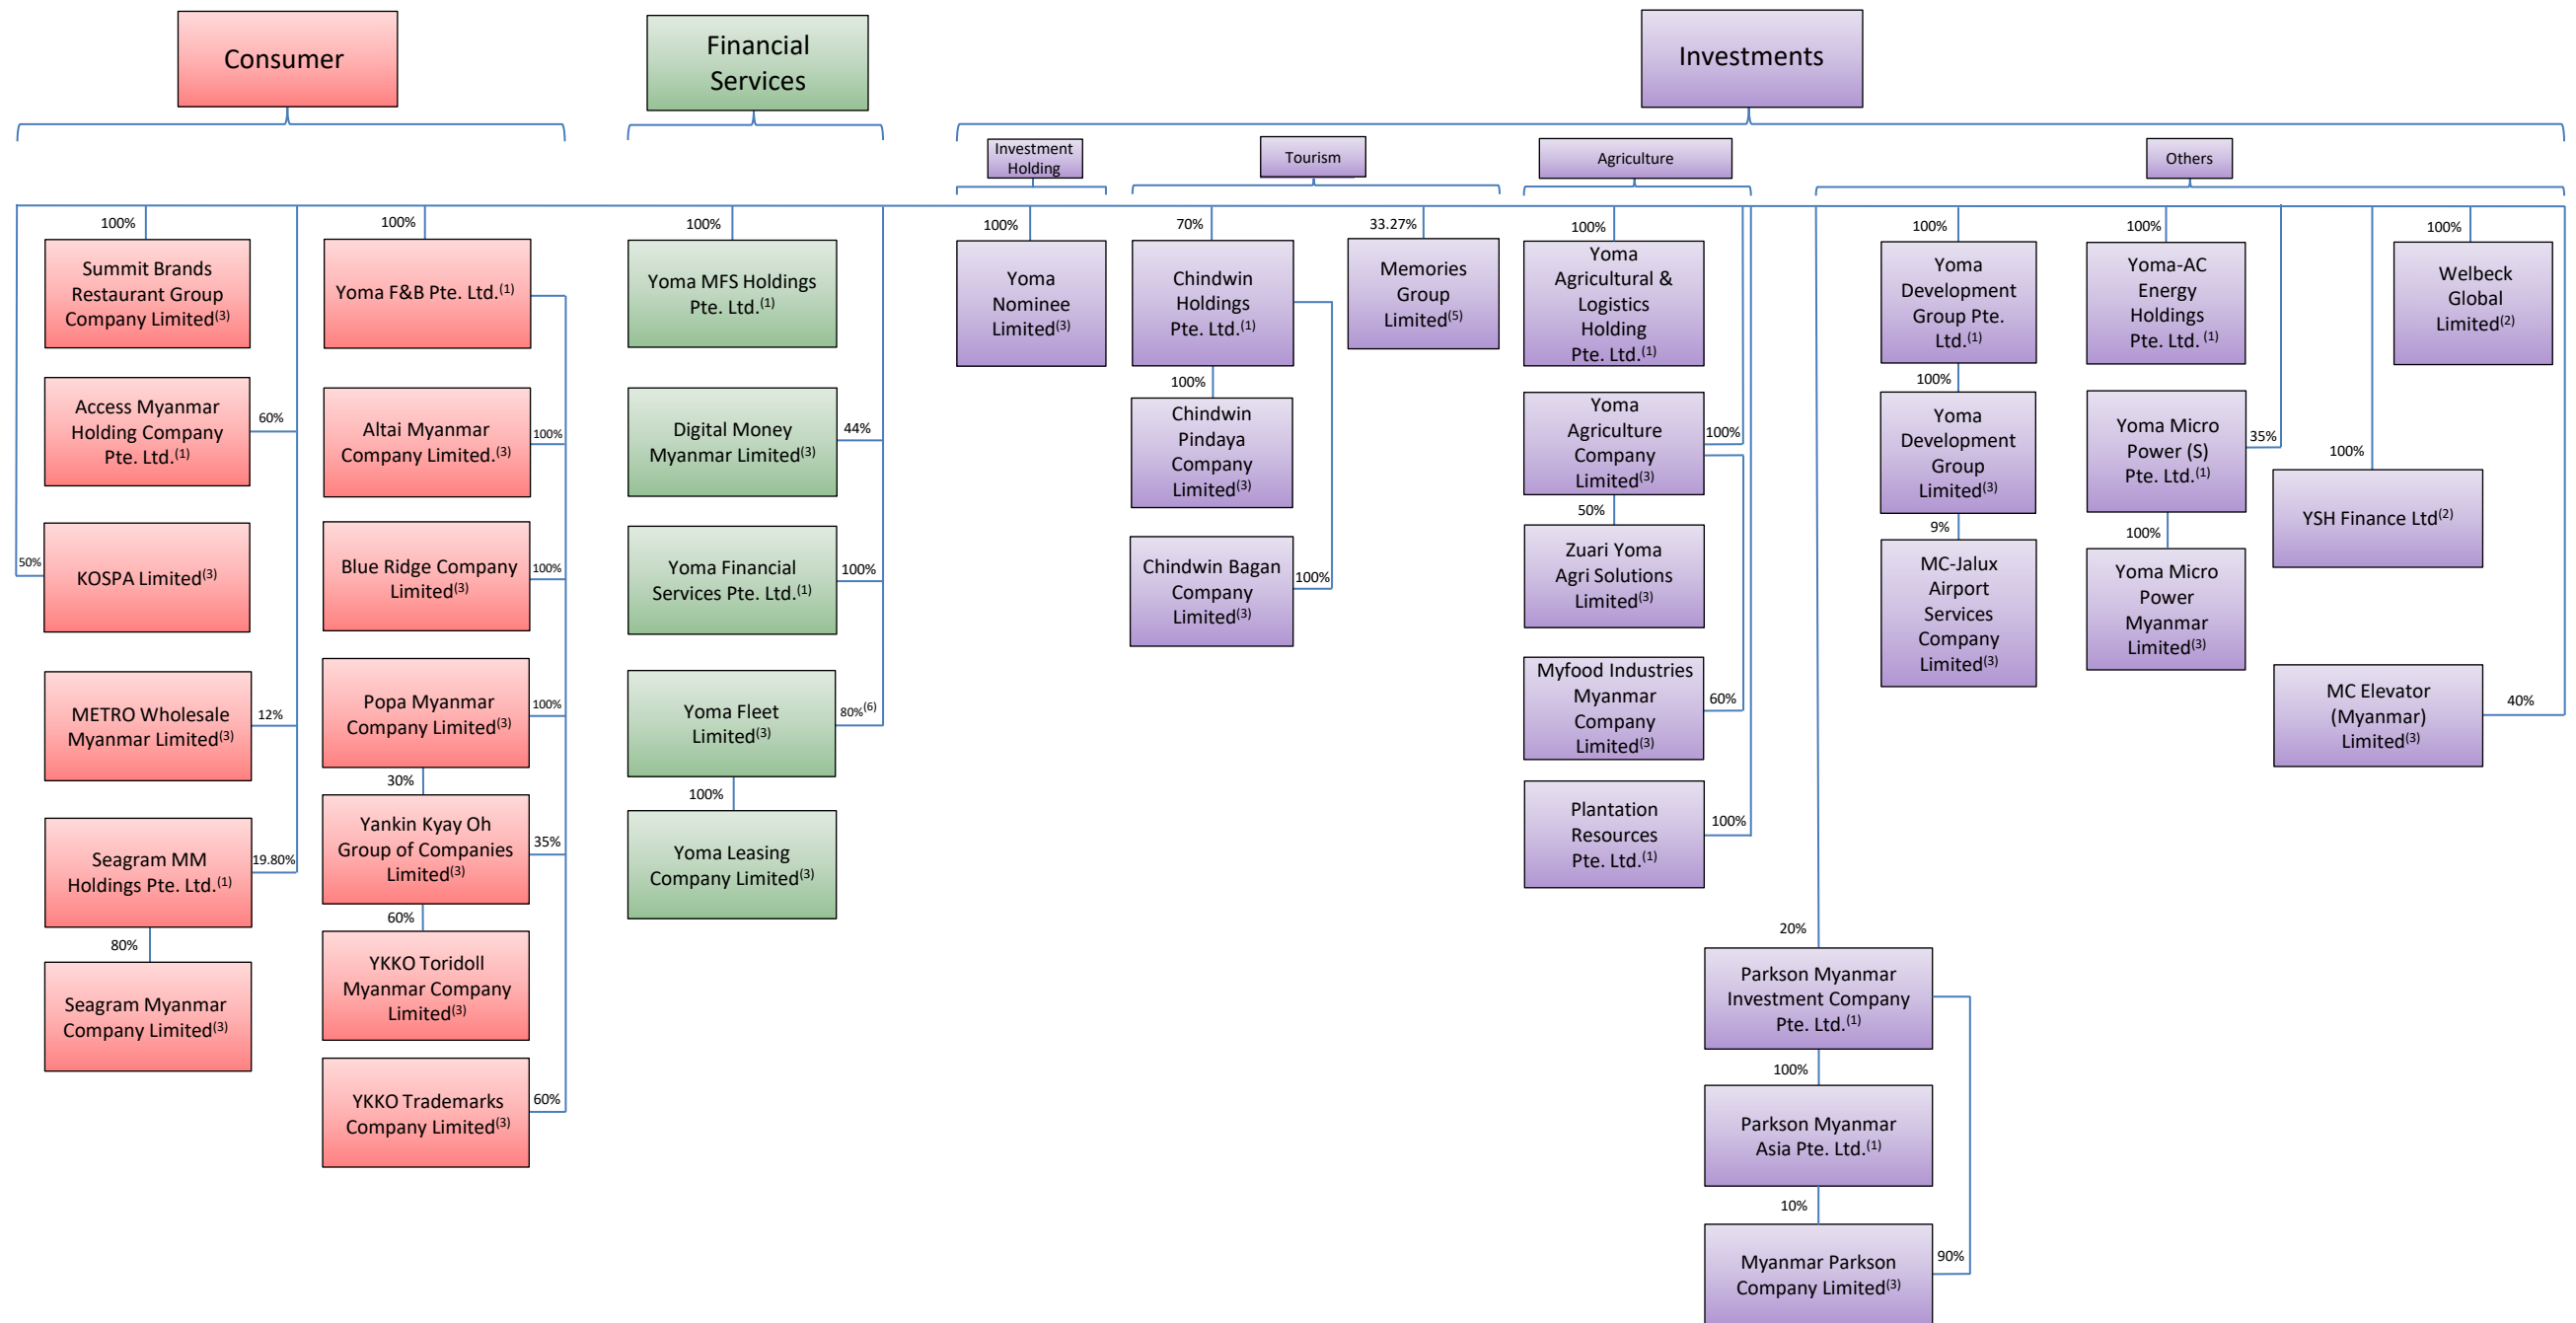 Consumer
Financial
Services
Investments
Investment
Holding
Tourism
Agriculture
Others
100%
Summit Brands
Restaurant Group
Company Limited(3)
60%
Access Myanmar
Holding Company
Pte. Ltd.(1)
50%
KOSPA Limited(3)
12%
METRO Wholesale
Myanmar Limited(3)
19.80%
Seagram MM
Holdings Pte. Ltd.(1)
80%
Seagram Myanmar
Company Limited(3)
100%
Yoma F&B Pte. Ltd.(1)
Altai Myanmar
Company Limited.(3)
100%
Blue Ridge Company
Limited(3)
100%
Popa Myanmar
Company Limited(3)
100%
30%
Yankin Kyay Oh
Group of Companies
Limited(3)
35%
60%
YKKO Toridoll
Myanmar Company
Limited(3)
YKKO Trademarks
Company Limited(3)
60%
100%
Yoma MFS Holdings
Pte. Ltd.(1)
Digital Money
Myanmar Limited(3)
44%
Yoma Financial
Services Pte. Ltd.(1)
100%
Yoma Fleet
Limited(3)
80%(6)
100%
Yoma Leasing
Company Limited(3)
100%
Yoma
Nominee
Limited(3)
70%
Chindwin
Holdings
Pte. Ltd.(1)
100%
Chindwin
Pindaya
Company
Limited(3)
Chindwin Bagan
Company
Limited(3)
100%
33.27%
Memories
Group
Limited(5)
100%
Yoma
Agricultural &
Logistics
Holding
Pte. Ltd.(1)
Yoma
Agriculture
Company
Limited(3)
100%
50%
Zuari Yoma
Agri Solutions
Limited(3)
Myfood Industries
Myanmar
Company
Limited(3)
60%
Plantation
Resources
Pte. Ltd.(1)
100%
20%
Parkson Myanmar
Investment Company
Pte. Ltd.(1)
100%
Parkson Myanmar
Asia Pte. Ltd.(1)
10%
Myanmar Parkson
Company Limited(3)
90%
100%
Yoma
Development
Group Pte.
Ltd.(1)
100%
Yoma
Development
Group
Limited(3)
9%
MC-Jalux
Airport
Services
Company
Limited(3)
100%
Yoma-AC
Energy
Holdings
Pte. Ltd.(1)
Yoma Micro
Power (S)
Pte. Ltd.(1)
35%
100%
Yoma Micro
Power
Myanmar
Limited(3)
100%
YSH Finance Ltd(2)
100%
Welbeck
Global
Limited(2)
MC Elevator
(Myanmar)
Limited(3)
40%